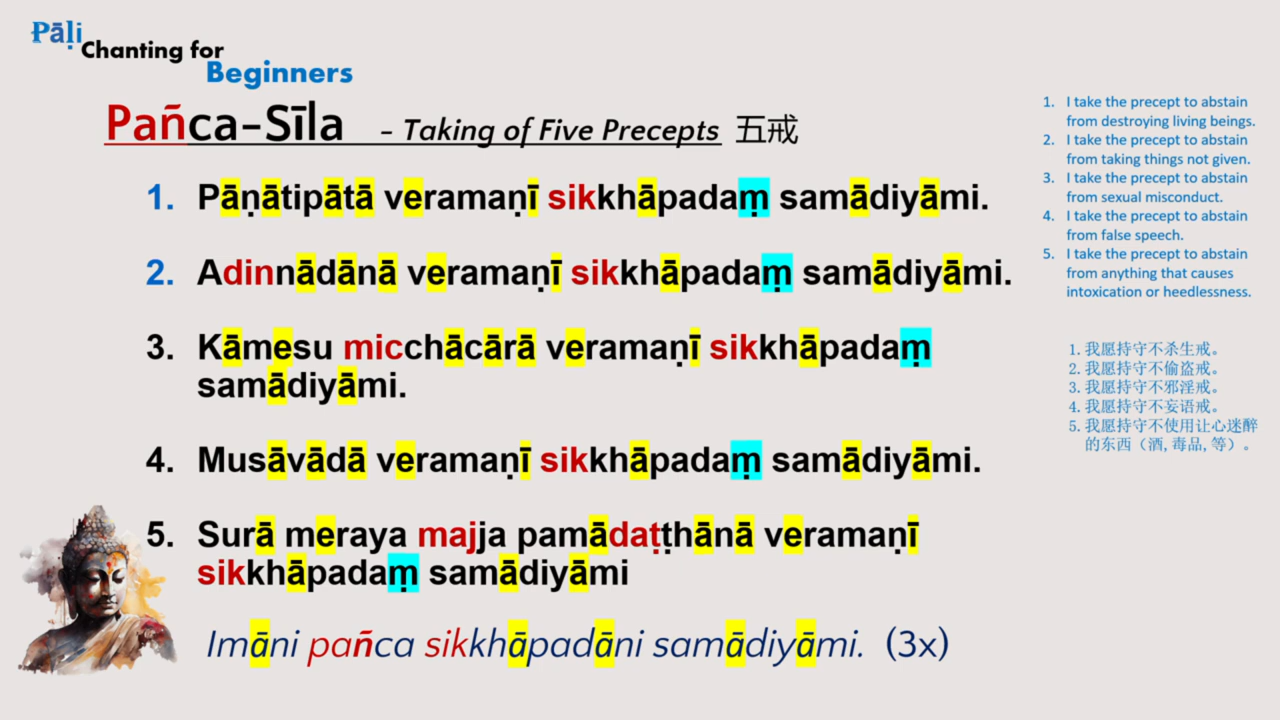 Pāḷi
Chanting for
Beginners
Pañca-Sīla - Taking of Five Precepts 五戒
1. Pāṇātipātā veramaṇī sikkhāpadaṃ samādiyāmi.
2. Adinnādānā veramaṇī sikkhāpadaṃ samādiyāmi.
3. Kāmesu micchācārā veramaṇī sikkhāpadaṃ
samādiyāmi.
4. Musāvādā veramaṇī sikkhāpadaṃ samādiyāmi.
5. Surā meraya majja pamādaṭṭhānā veramaṇī
sikkhāpadaṃ samādiyāmi
Imāni pañca sikkhāpadāni samādiyāmi. (3x)
1. I take the precept to abstain
from destroying living beings.
2. I take the precept to abstain
from taking things not given.
3. I take the precept to abstain
from sexual misconduct.
4. I take the precept to abstain
from false speech.
5. I take the precept to abstain
from anything that causes
intoxication or heedlessness.
1. 我愿持守不杀生戒。
2. 我愿持守不偷盗戒。
3. 我愿持守不邪淫戒。
4. 我愿持守不妄语戒。
5. 我愿持守不使用让心迷醉
的东西（酒, 毒品, 等）。